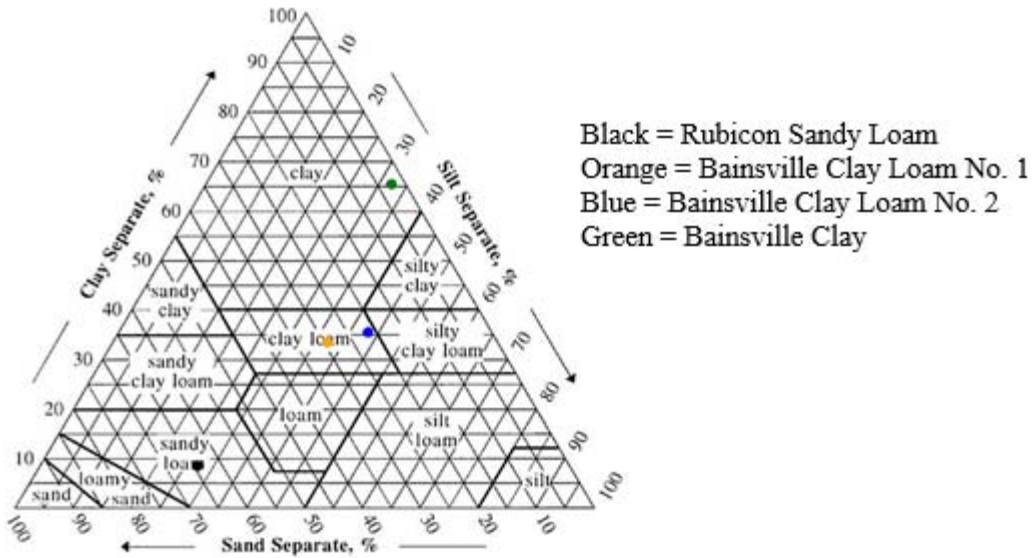 100
90
80
70
60
50
40
30
20
10
Clay Separate, %
10
20
30
40
50
60
70
80
90
100
Silt Separate, %
clay
silty
clay
sandy
clay
clay loam
silty
clay loam
sandy
clay loam
loam
silt
loam
sandy
loam
loamy
sand
sand
silt
100
90
80
70
60
50
40
30
20
10
Sand Separate, %
Black = Rubicon Sandy Loam
Orange = Bainsville Clay Loam No. 1
Blue = Bainsville Clay Loam No. 2
Green = Bainsville Clay